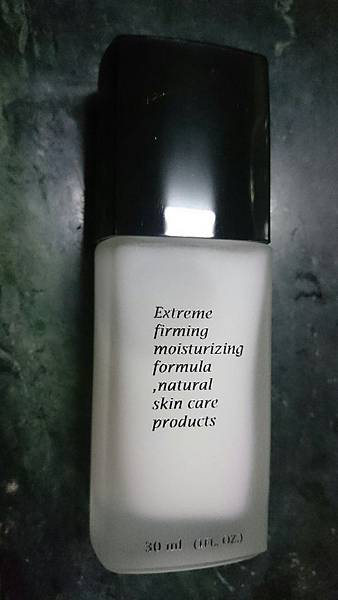 Extreme
firming
moisturizing
formula
,natural
skin care
products
30 ml (1FL. OZ.)